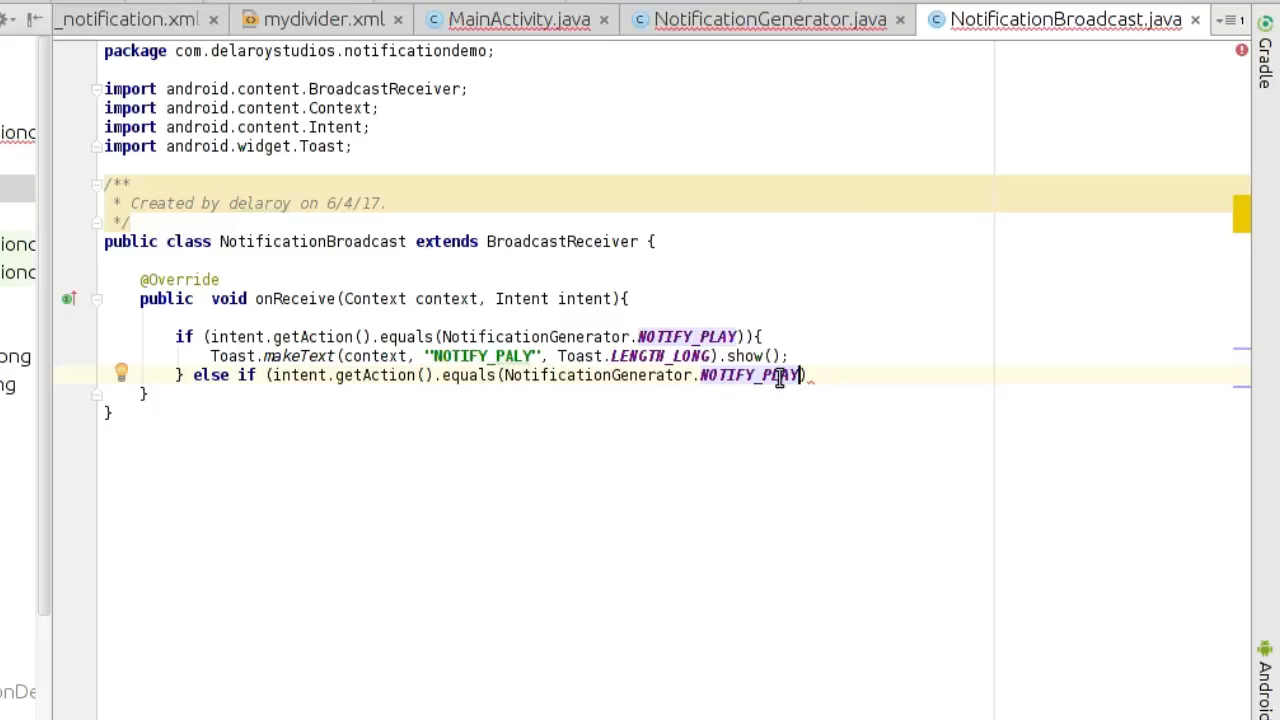 _notification.xml
mydivider.xml
MainActivity.java
NotificationGenerator.java
NotificationBroadcast.java
1
package com.delaroystudios.notificationdemo;
import android.content.BroadcastReceiver;
import android.content.Context;
import android.content.Intent;
import android.widget.Toast;
/**
* Created by delaroy on 6/4/17.
*/
public class NotificationBroadcast extends BroadcastReceiver {
@Override
public void onReceive(Context context, Intent intent){
if (intent.getAction().equals(NotificationGenerator.NOTIFY_PLAY)){
Toast.makeText(context, "NOTIFY_PALY", Toast.LENGTH_LONG).show();
} else if (intent.getAction().equals(NotificationGenerator.NOTIFY_PLAY)
}
}
Gradle
Android